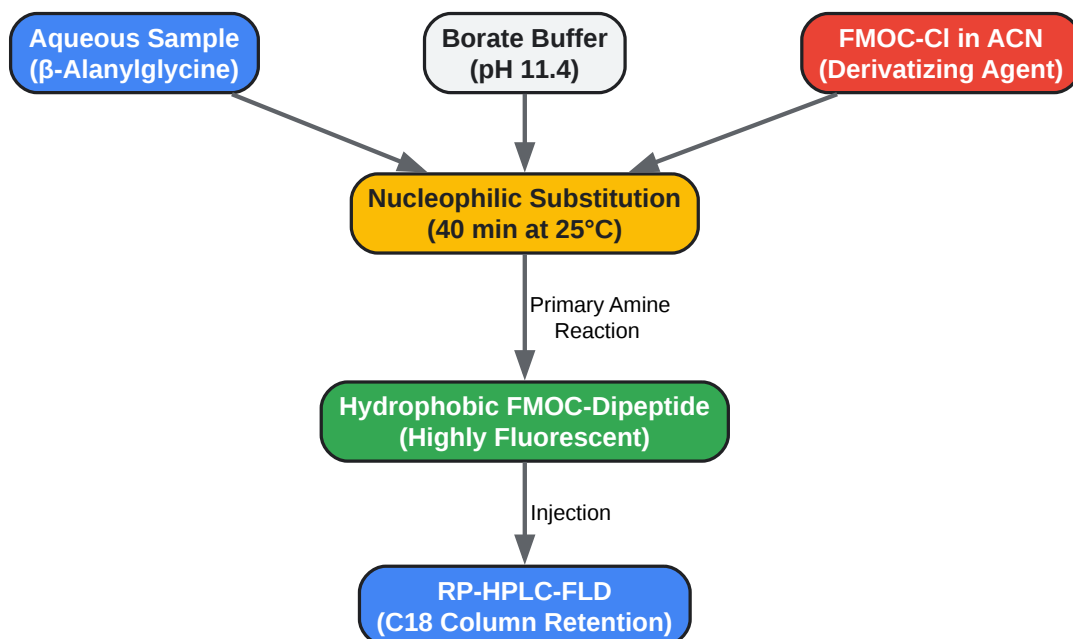 Aqueous Sample
(β-Alanylglycine)
Borate Buffer
(pH 11.4)
FMOC-Cl in ACN
(Derivatizing Agent)
Nucleophilic Substitution
(40 min at 25°C)
Primary Amine
Reaction
Hydrophobic FMOC-Dipeptide
(Highly Fluorescent)
Injection
RP-HPLC-FLD
(C18 Column Retention)